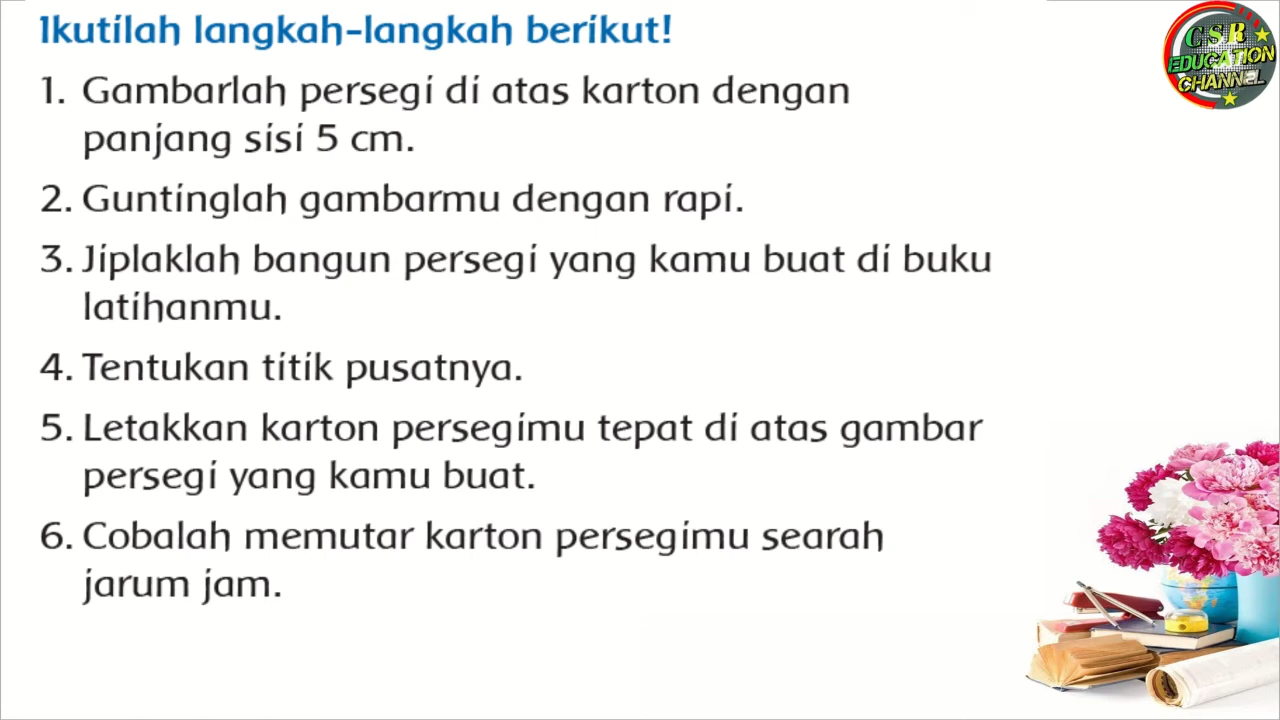 Ikutilah langkah-langkah berikut!
1. Gambarlah persegi di atas karton dengan
panjang sisi 5 cm.
2. Guntinglah gambarmu dengan rapi.
3. Jiplaklah bangun persegi yang kamu buat di buku
latihanmu.
4. Tentukan titik pusatnya.
5. Letakkan karton persegimu tepat di atas gambar
persegi yang kamu buat.
6. Cobalah memutar karton persegimu searah
jarum jam.
CSR
EDUCATION
CHANNEL